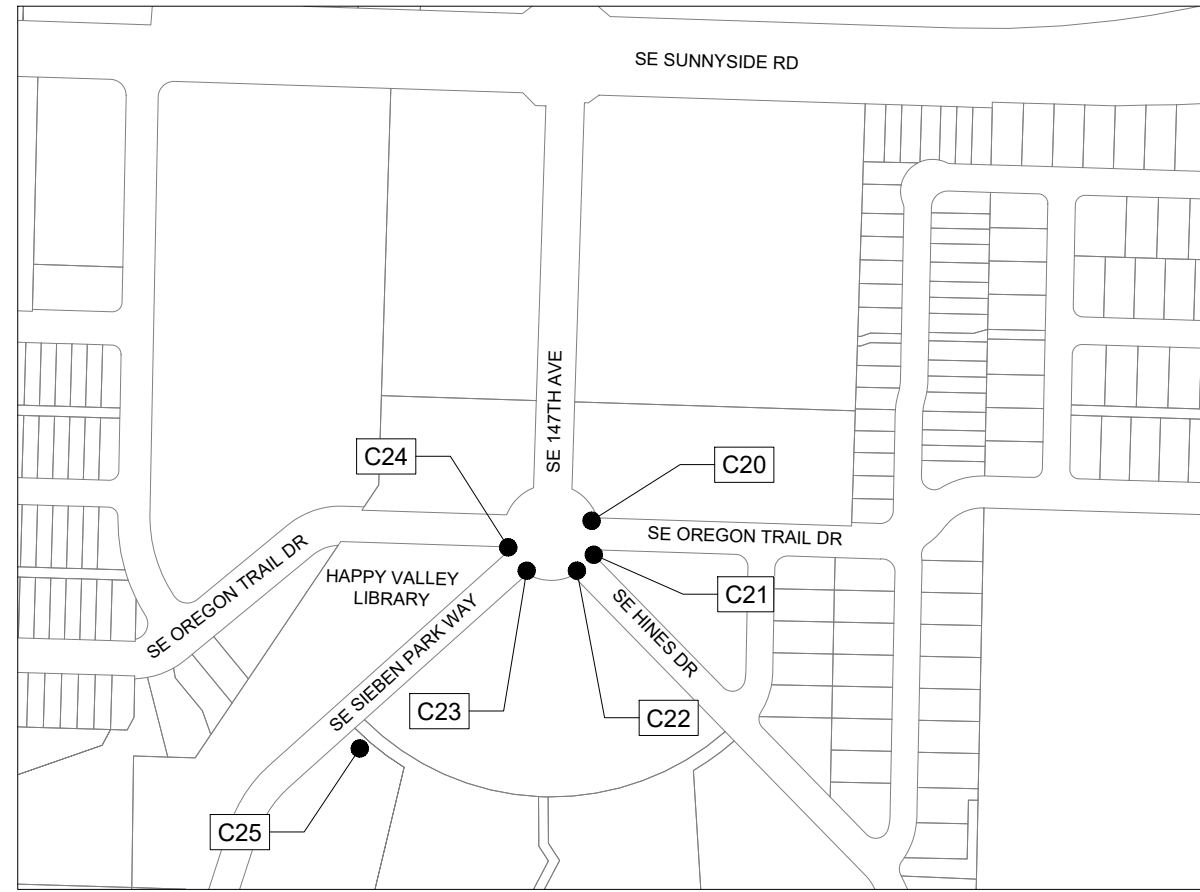 SE SUNNYSIDE RD
SE 147TH AVE
C24
C20
SE OREGON TRAIL DR
SE OREGON TRAIL DR
HAPPY VALLEY
LIBRARY
C21
SE HINES DR
SE SIEBEN PARK WAY
C23
C22
C25